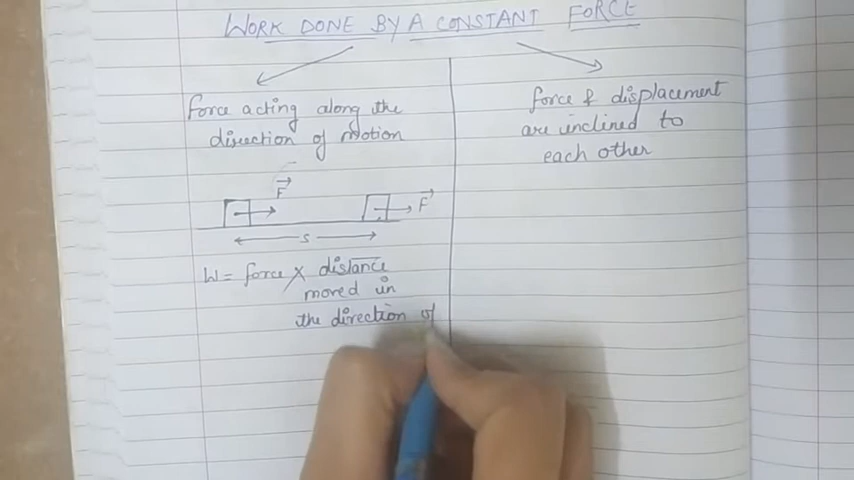 WORK DONE BY A CONSTANT FORCE
Force acting along the
direction of motion
F F
S
W = force × distance
moved in
the direction of
force & displacement
are inclined to
each other